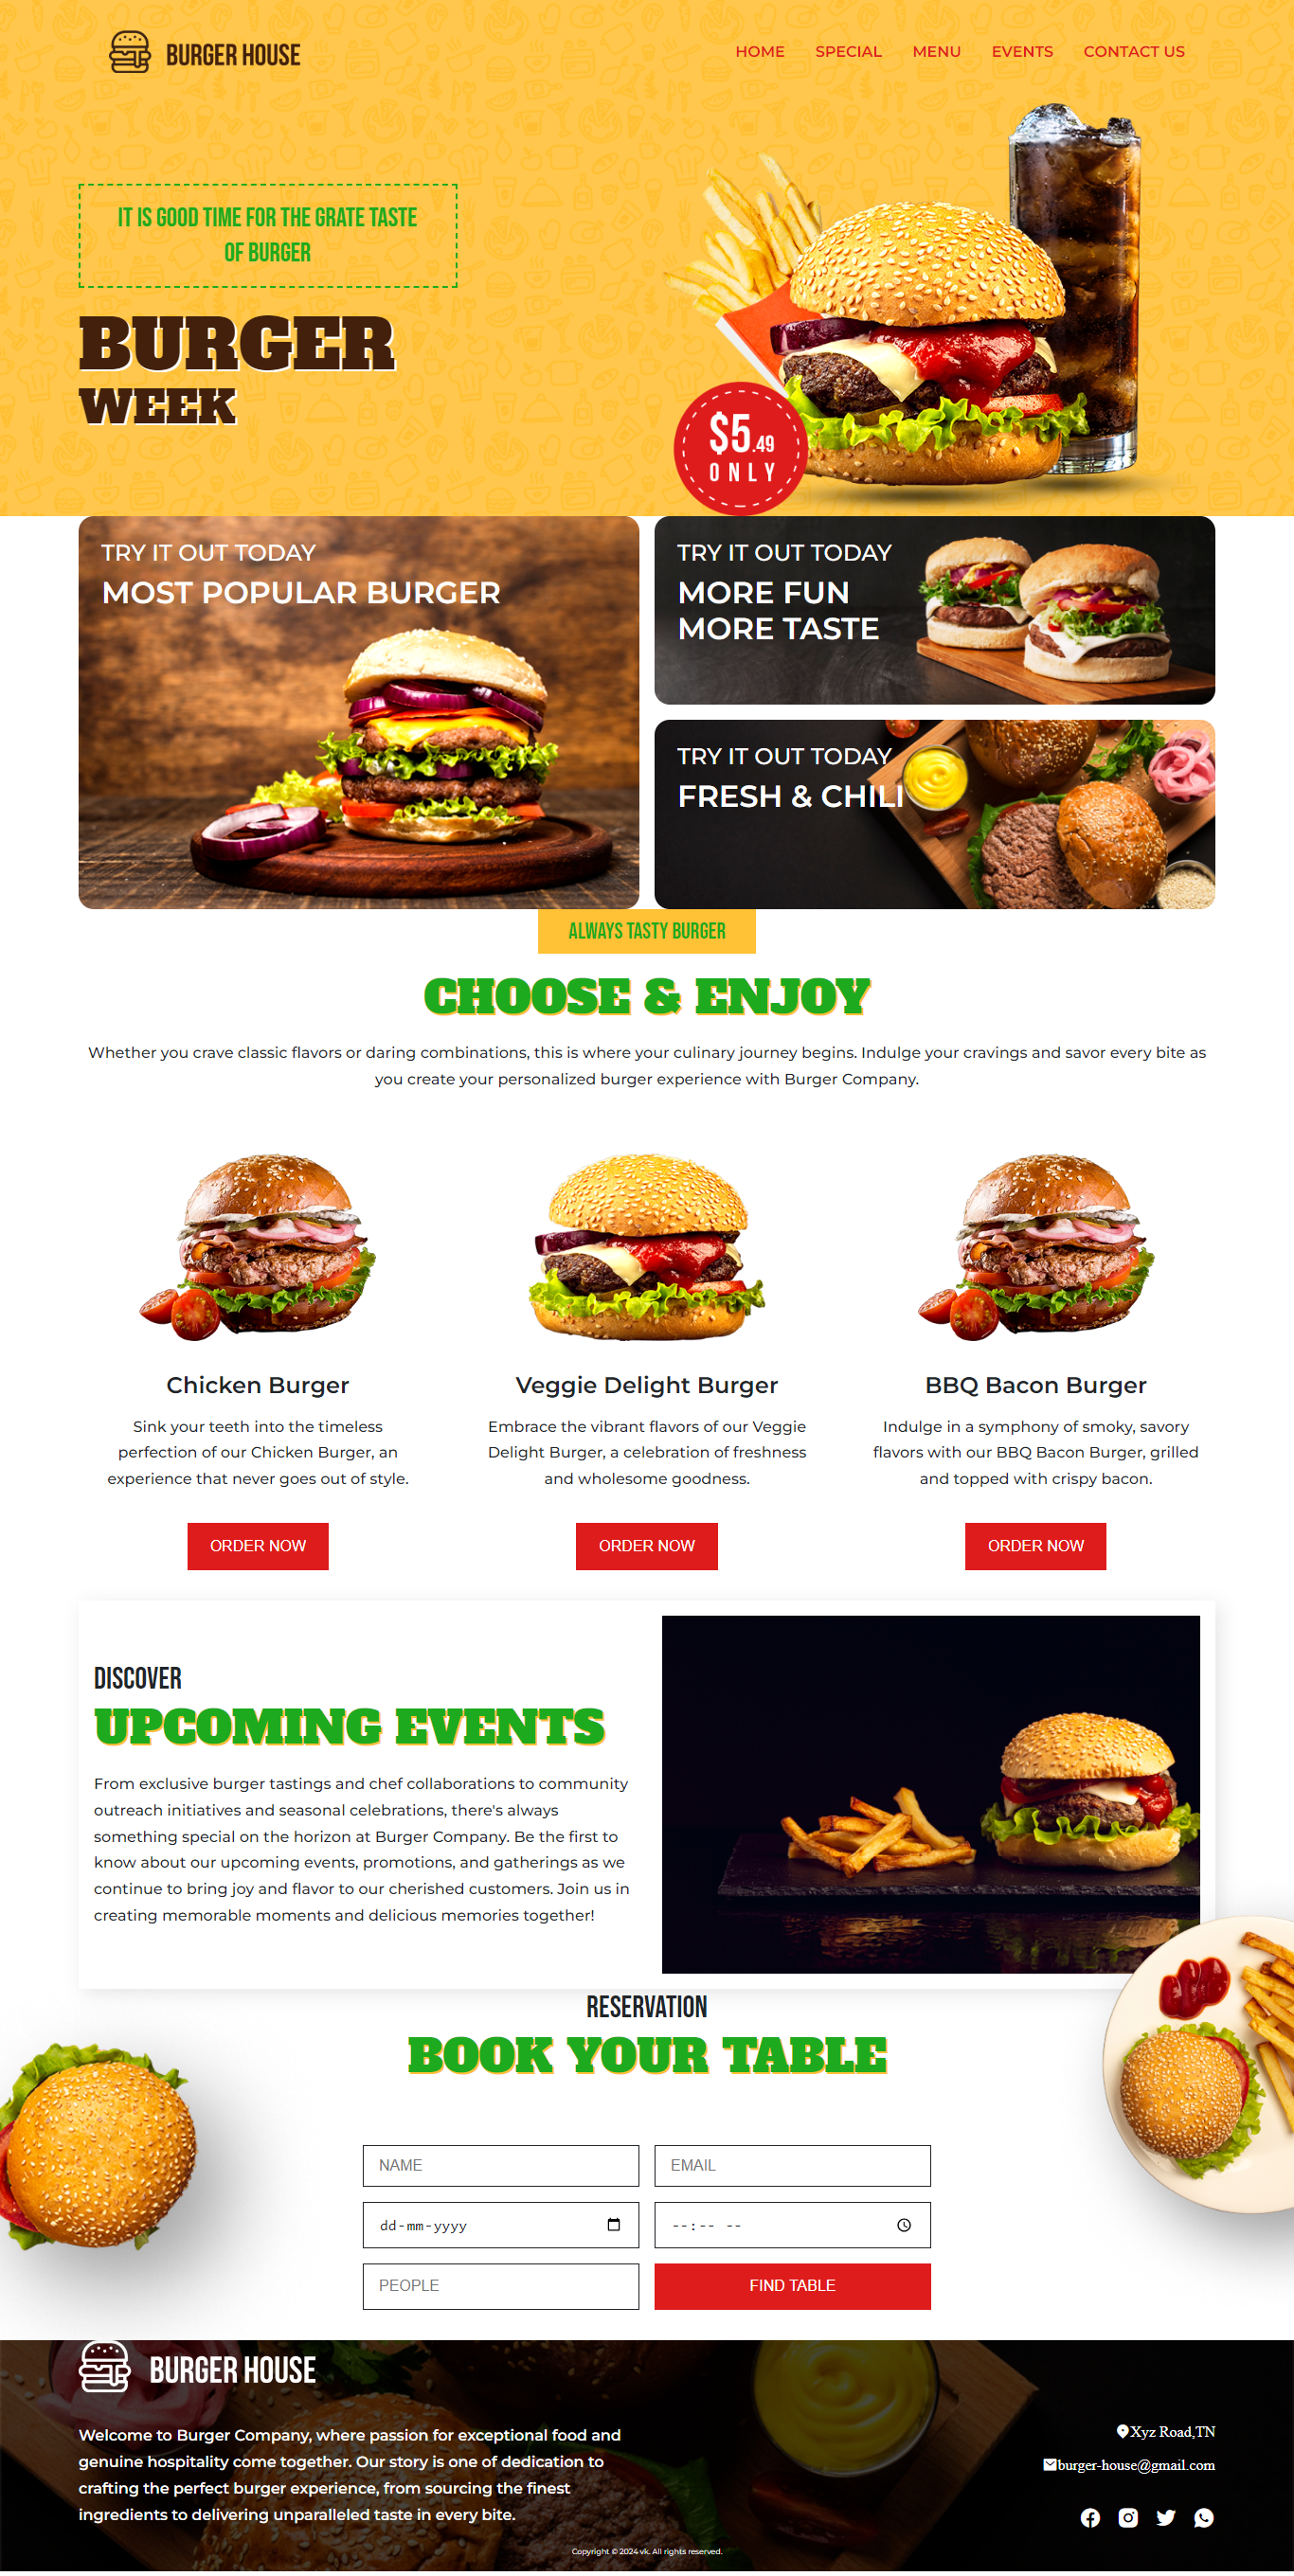 BURGER HOUSE
HOME SPECIAL MENU EVENTS CONTACT US
IT IS GOOD TIME FOR THE GRATE TASTE
OF BURGER
BURGER
WEEK
$5.49
ONLY
TRY IT OUT TODAY
MOST POPULAR BURGER
TRY IT OUT TODAY
MORE FUN
MORE TASTE
TRY IT OUT TODAY
FRESH & CHILI
ALWAYS TASTY BURGER
CHOOSE & ENJOY
Whether you crave classic flavors or daring combinations, this is where your culinary journey begins. Indulge your cravings and savor every bite as
you create your personalized burger experience with Burger Company.
Chicken Burger
Sink your teeth into the timeless
perfection of our Chicken Burger, an
experience that never goes out of style.
ORDER NOW
Veggie Delight Burger
Embrace the vibrant flavors of our Veggie
Delight Burger, a celebration of freshness
and wholesome goodness.
ORDER NOW
BBQ Bacon Burger
Indulge in a symphony of smoky, savory
flavors with our BBQ Bacon Burger, grilled
and topped with crispy bacon.
ORDER NOW
DISCOVER
UPCOMING EVENTS
From exclusive burger tastings and chef collaborations to community
outreach initiatives and seasonal celebrations, there's always
something special on the horizon at Burger Company. Be the first to
know about our upcoming events, promotions, and gatherings as we
continue to bring joy and flavor to our cherished customers. Join us in
creating memorable moments and delicious memories together!
RESERVATION
BOOK YOUR TABLE
NAME
EMAIL
dd-mm-yyyy
--:-- --
PEOPLE
FIND TABLE
BURGER HOUSE
Welcome to Burger Company, where passion for exceptional food and
genuine hospitality come together. Our story is one of dedication to
crafting the perfect burger experience, from sourcing the finest
ingredients to delivering unparalleled taste in every bite.
Xyz Road,TN
burger-house@gmail.com
Copyright © 2024 vk. All rights reserved.